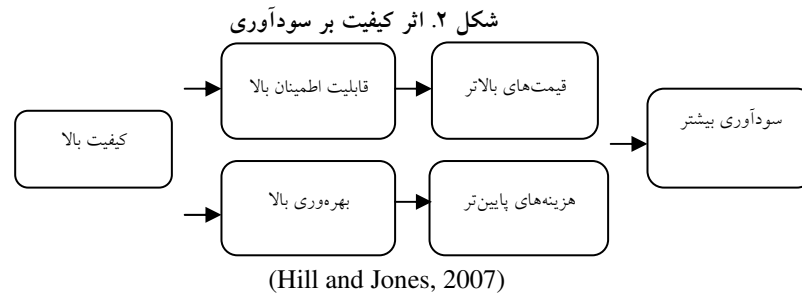 شکل ۲. اثر کیفیت بر سودآوری
کیفیت بالا
قابلیت اطمینان بالا
قیمت‌های بالاتر
بهره‌وری بالا
هزینه‌های پایین‌تر
سودآوری بیشتر
(Hill and Jones, 2007)